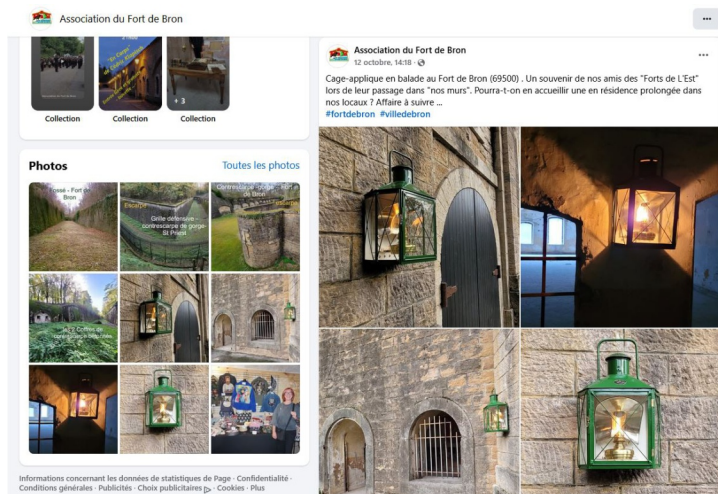 Association du Fort de Bron
Collection
Collection
+ 3
Collection
Photos
Toutes les photos
Fossé - Fort de
Bron
Escarpe
Grille défensive -
contrescarpe de gorge-
St Priest
Escarpe
Informations concernant les données de statistiques de Page · Confidentialité ·
Conditions générales · Publicités · Choix publicitaires · Cookies · Plus
Association du Fort de Bron
12 octobre, 14:18 ·
Cage-applique en balade au Fort de Bron (69500) . Un souvenir de nos amis des "Forts de L'Est"
lors de leur passage dans "nos murs". Pourra-t-on en accueillir une en résidence prolongée dans
nos locaux ? Affaire à suivre ...
#fortdebron #villedebron